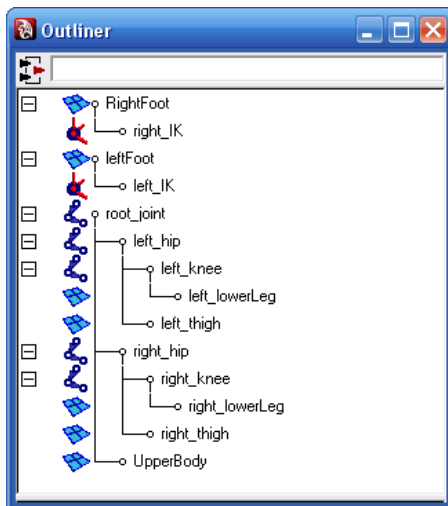 Outliner
RightFoot
right_IK
leftFoot
left_IK
root_joint
left_hip
left_knee
left_lowerLeg
left_thigh
right_hip
right_knee
right_lowerLeg
right_thigh
UpperBody